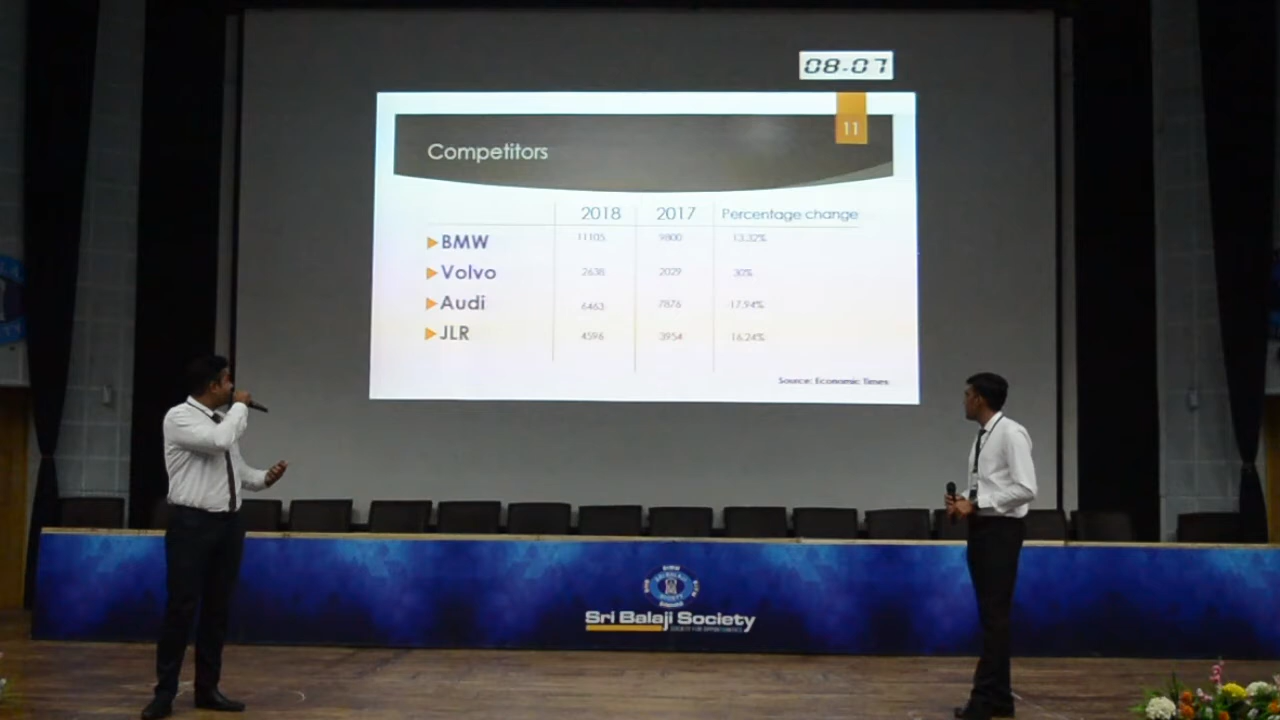 08-07
11
Competitors
2018 2017 Percentage change
BMW 11105 9800 13.32%
Volvo 2638 2029 30%
Audi 6463 7876 -17.94%
JLR 4596 3954 16.24%
Source: Economic Times
Sri Balaji Society